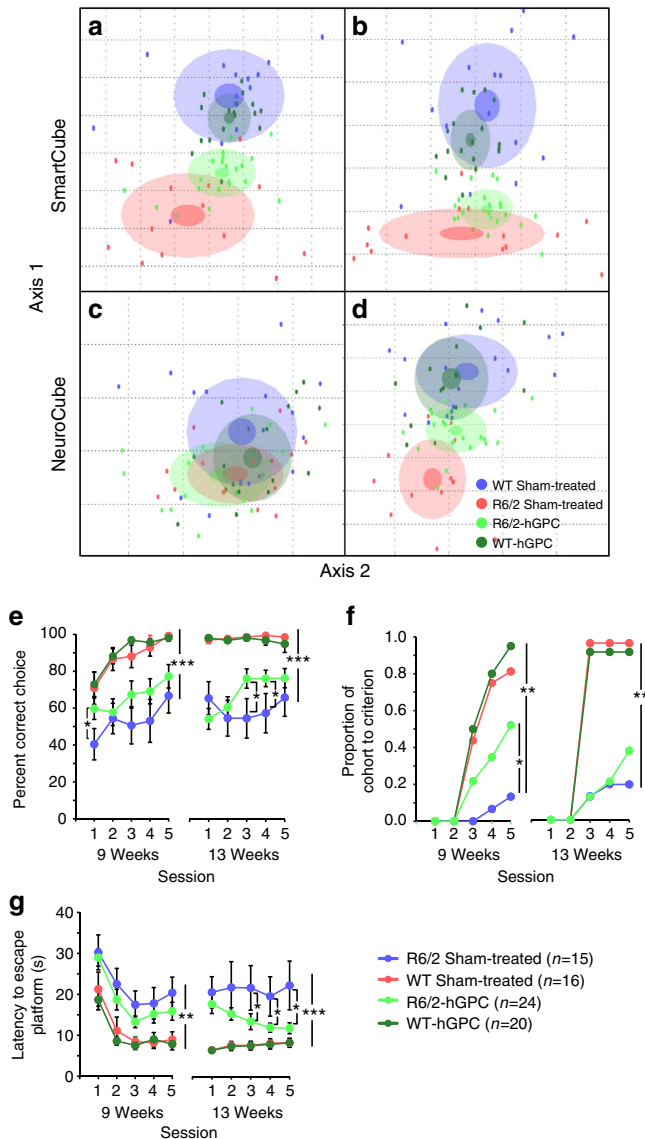 a
b
SmartCube
Axis 1
c
d
NeuroCube
WT Sham-treated
R6/2 Sham-treated
R6/2-hGPC
WT-hGPC
Axis 2
e
Percent correct choice
100
80
60
40
20
0
***
*
*
*
***
1 2 3 4 5
1 2 3 4 5
9 Weeks
13 Weeks
Session
f
Proportion of
cohort to criterion
1.0
0.8
0.6
0.4
0.2
0.0
**
*
**
1 2 3 4 5
1 2 3 4 5
9 Weeks
13 Weeks
Session
g
Latency to escape
platform (s)
40
30
20
10
0
**
*
*
*
***
1 2 3 4 5
1 2 3 4 5
9 Weeks
13 Weeks
Session
R6/2 Sham-treated (n=15)
WT Sham-treated (n=16)
R6/2-hGPC (n=24)
WT-hGPC (n=20)